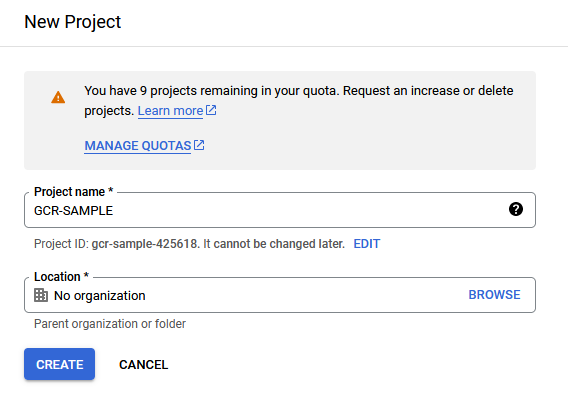 New Project
You have 9 projects remaining in your quota. Request an increase or delete
projects. Learn more
MANAGE QUOTAS
Project name *
GCR-SAMPLE
Project ID: gcr-sample-425618. It cannot be changed later. EDIT
Location *
No organization BROWSE
Parent organization or folder
CREATE CANCEL